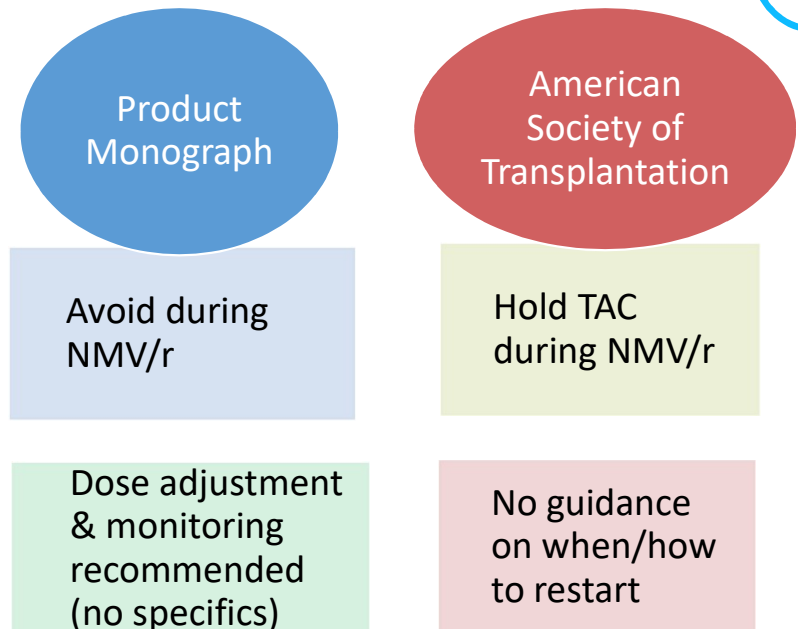 Product
Monograph
American
Society of
Transplantation
Avoid during
NMV/r
Hold TAC
during NMV/r
Dose adjustment
& monitoring
recommended
(no specifics)
No guidance
on when/how
to restart